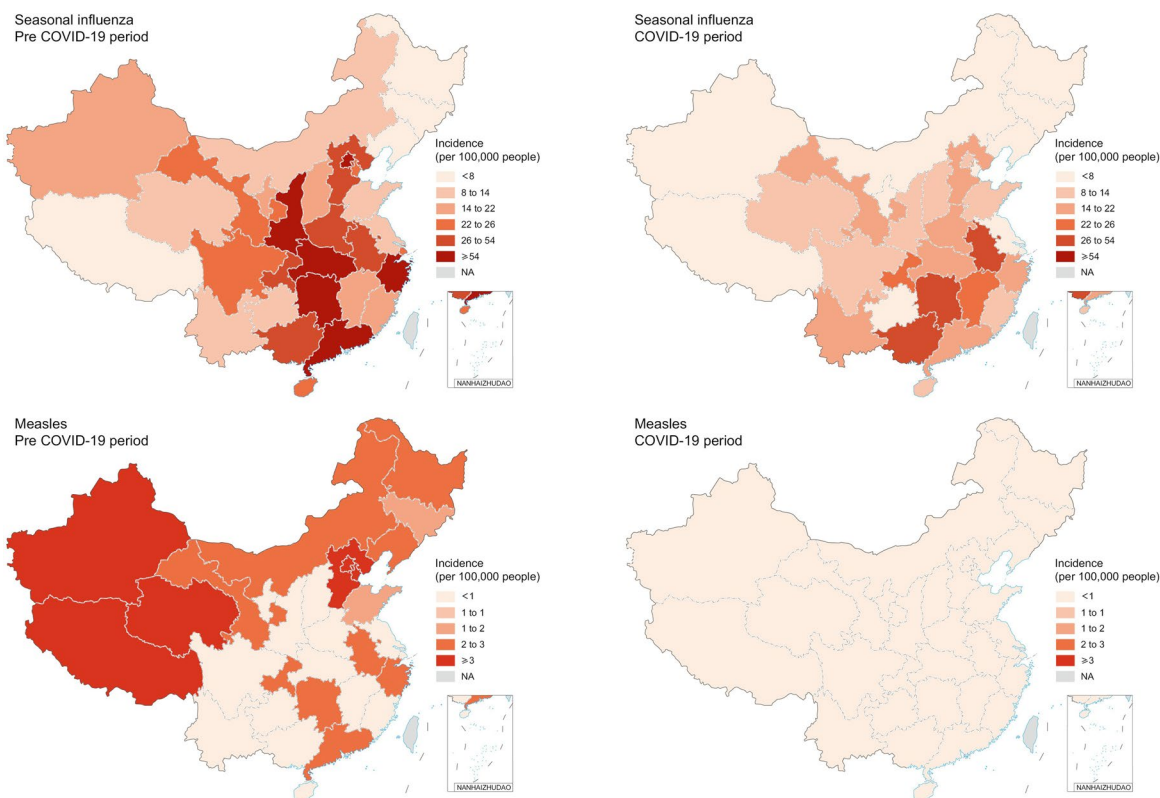 Seasonal influenza
Pre COVID-19 period
Incidence
(per 100,000 people)
<8
8 to 14
14 to 22
22 to 26
26 to 54
⩾54
NA
NANHAIZHUDAO
Seasonal influenza
COVID-19 period
Incidence
(per 100,000 people)
<8
8 to 14
14 to 22
22 to 26
26 to 54
⩾54
NA
NANHAIZHUDAO
Measles
Pre COVID-19 period
Incidence
(per 100,000 people)
<1
1 to 1
1 to 2
2 to 3
⩾3
NA
NANHAIZHUDAO
Measles
COVID-19 period
Incidence
(per 100,000 people)
<1
1 to 1
1 to 2
2 to 3
⩾3
NA
NANHAIZHUDAO